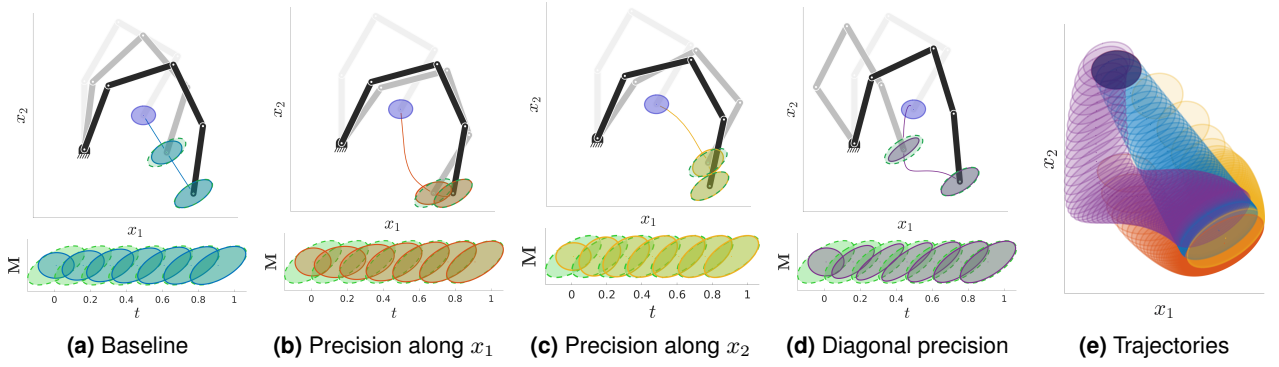 x₂
x₁
M
0
0.2
0.4
0.6
0.8
1
t
(a) Baseline
x₂
x₁
M
0
0.2
0.4
0.6
0.8
1
t
(b) Precision along x₁
x₂
x₁
M
0
0.2
0.4
0.6
0.8
1
t
(c) Precision along x₂
x₂
x₁
M
0
0.2
0.4
0.6
0.8
1
t
(d) Diagonal precision
x₂
x₁
(e) Trajectories